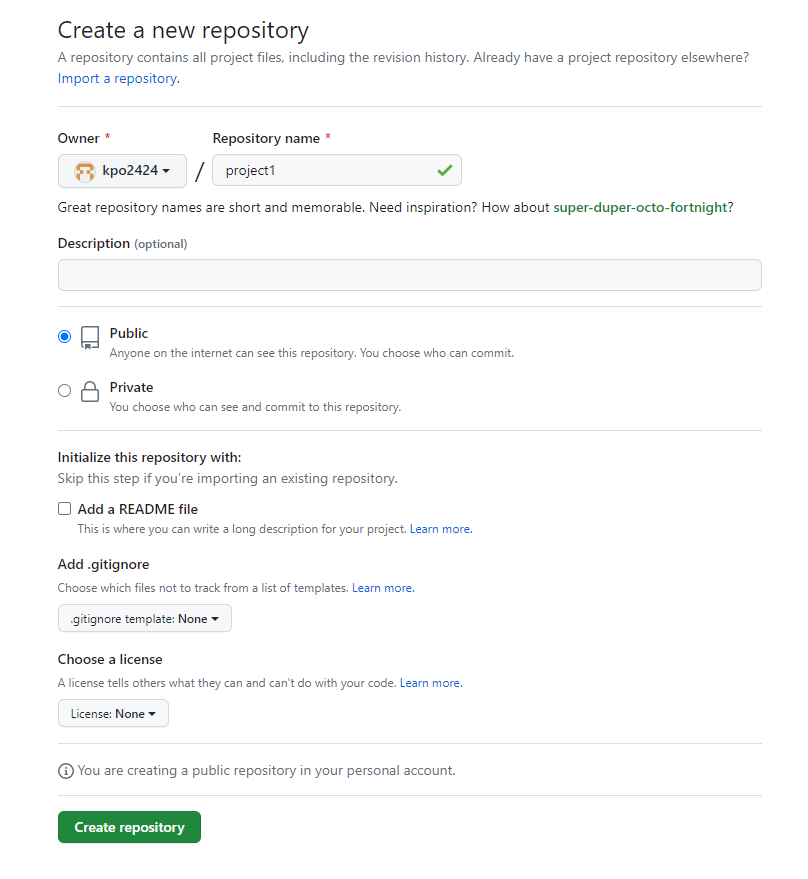 Create a new repository
A repository contains all project files, including the revision history. Already have a project repository elsewhere?
Import a repository.
Owner * Repository name *
kpo2424 / project1
Great repository names are short and memorable. Need inspiration? How about super-duper-octo-fortnight?
Description (optional)
Public
Anyone on the internet can see this repository. You choose who can commit.
Private
You choose who can see and commit to this repository.
Initialize this repository with:
Skip this step if you’re importing an existing repository.
Add a README file
This is where you can write a long description for your project. Learn more.
Add .gitignore
Choose which files not to track from a list of templates. Learn more.
.gitignore template: None
Choose a license
A license tells others what they can and can't do with your code. Learn more.
License: None
You are creating a public repository in your personal account.
Create repository